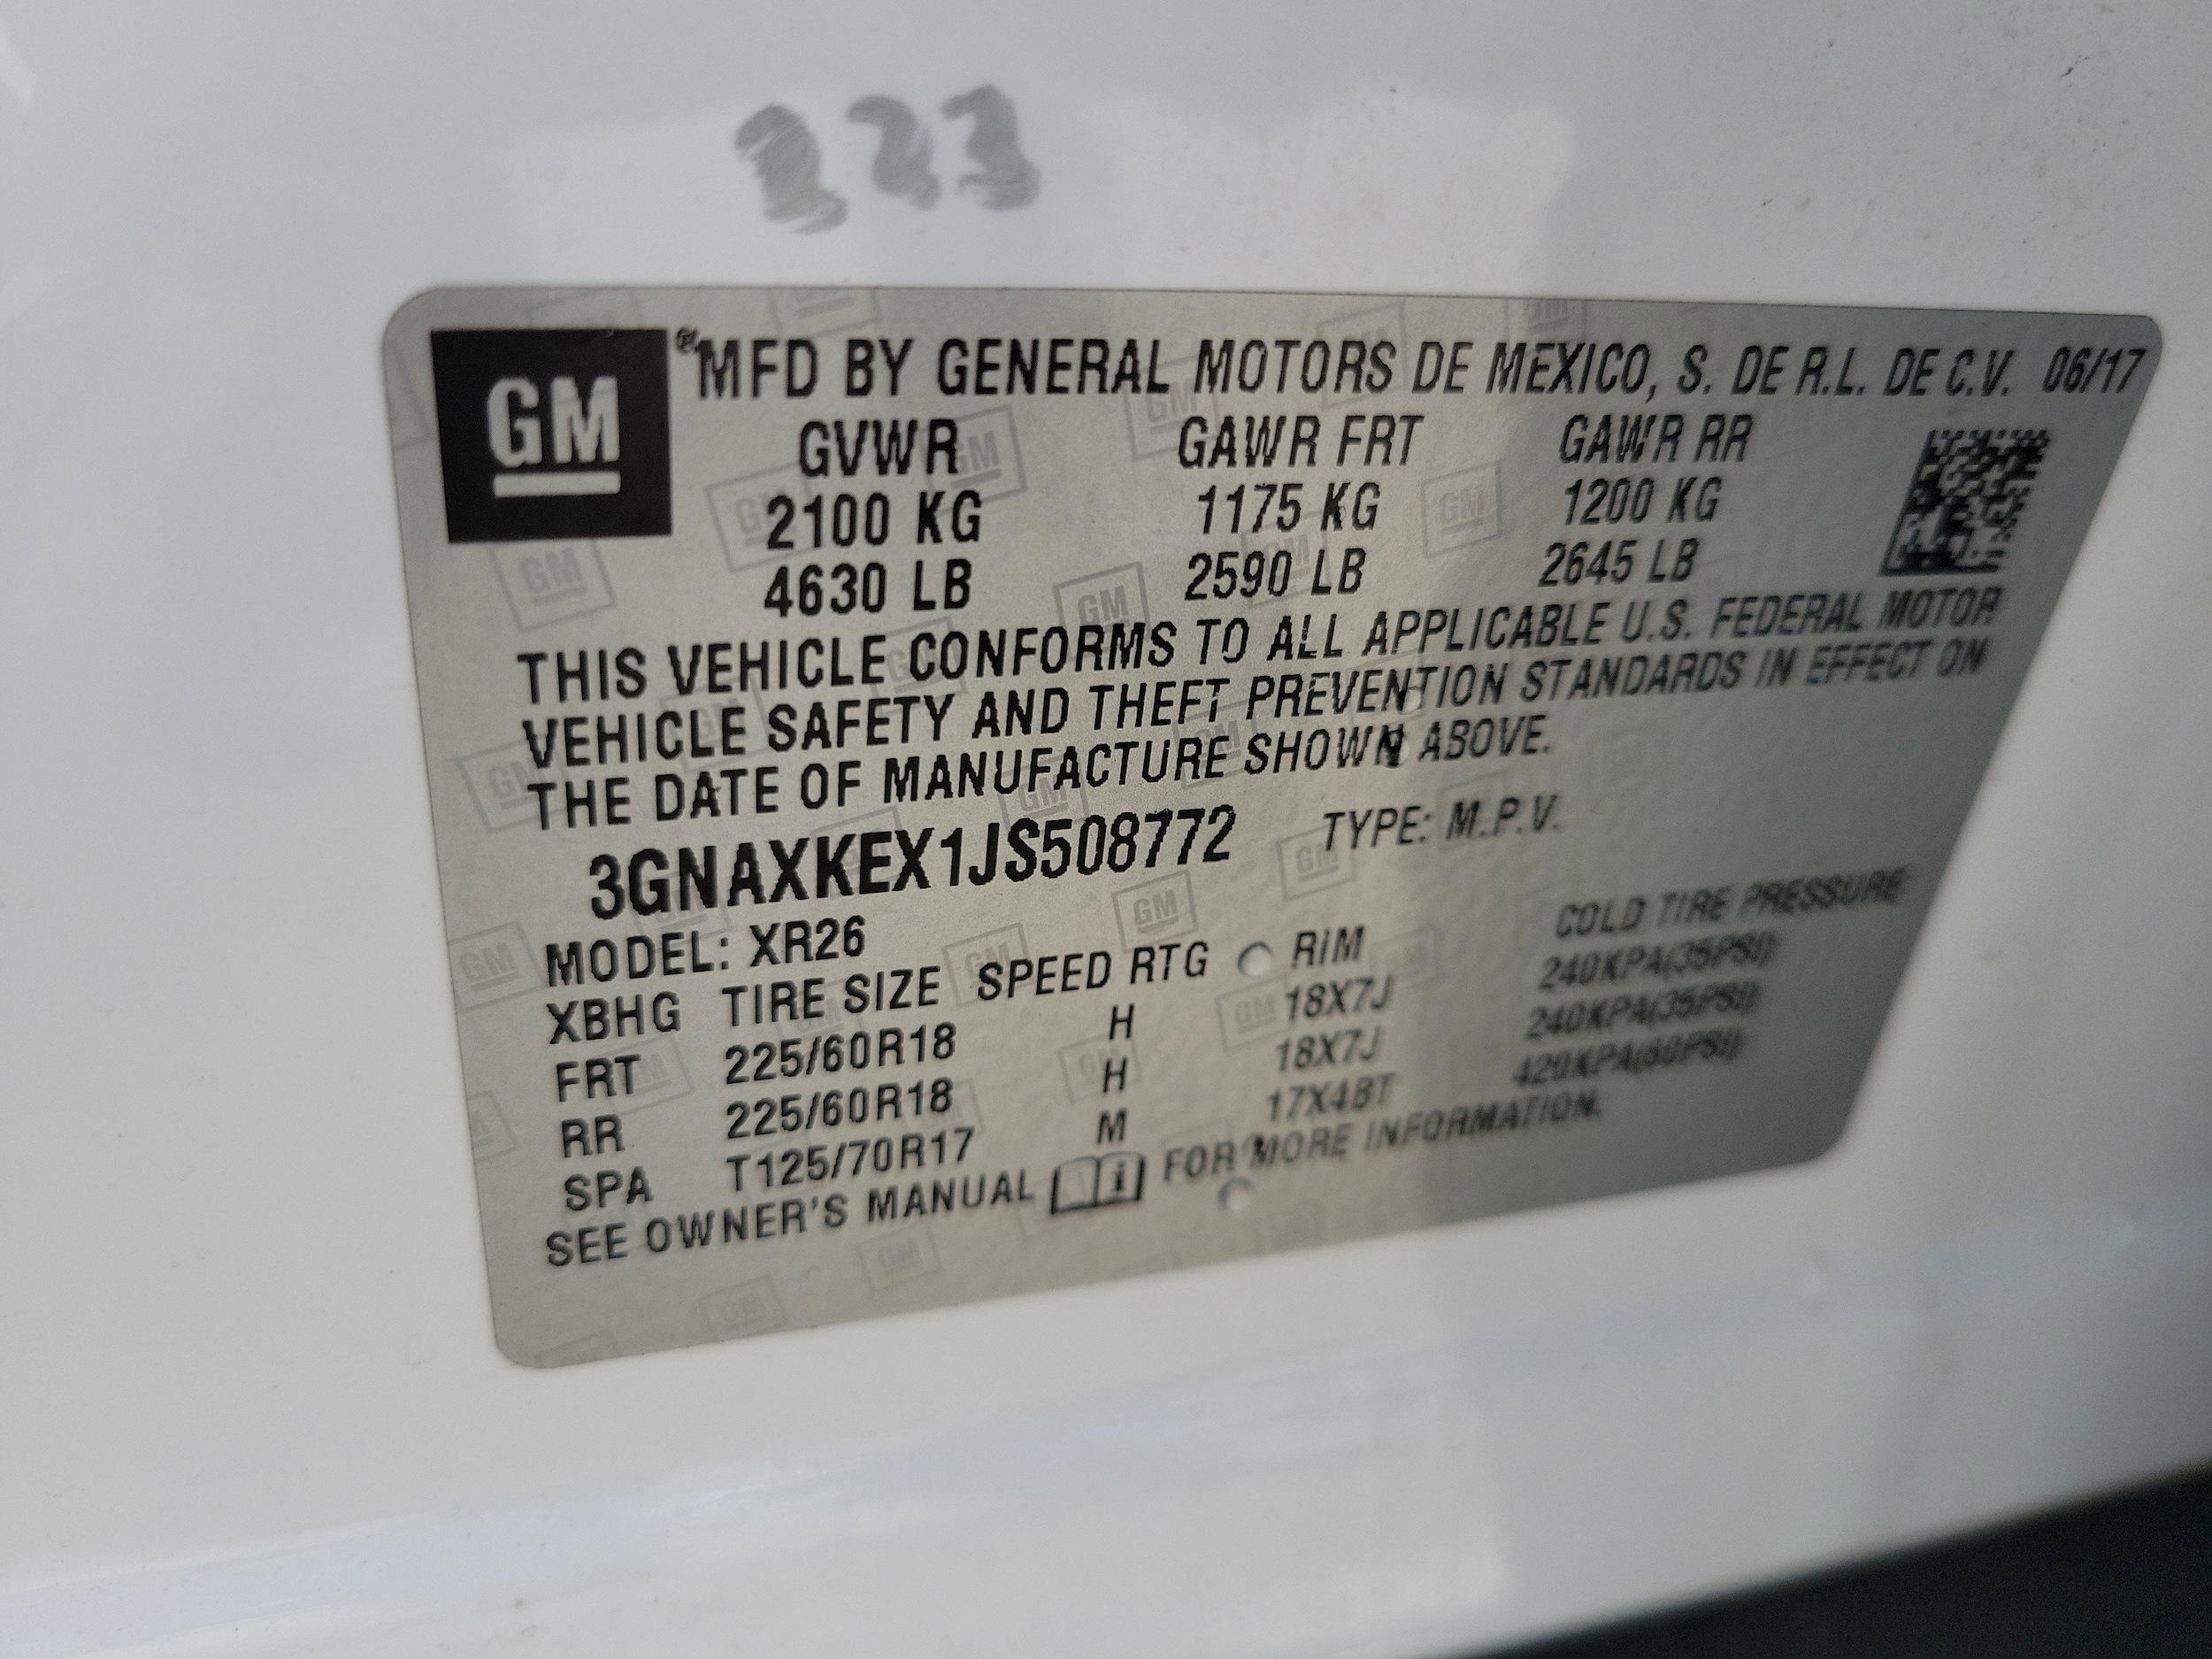 223
GM
® MFD BY GENERAL MOTORS DE MEXICO, S. DE R.L. DE C.V. 06/17
GVWR GAWR FRT GAWR RR
2100 KG 1175 KG 1200 KG
4630 LB 2590 LB 2645 LB
THIS VEHICLE CONFORMS TO ALL APPLICABLE U.S. FEDERAL MOTOR
VEHICLE SAFETY AND THEFT PREVENTION STANDARDS IN EFFECT ON
THE DATE OF MANUFACTURE SHOWN ABOVE.
3GNAXKEX1JS508772 TYPE: M.P.V.
MODEL: XR26
XBHG TIRE SIZE SPEED RTG RIM COLD TIRE PRESSURE
FRT 225/60R18 H 18X7J 240KPA(35PSI)
RR 225/60R18 H 18X7J 240KPA(35PSI)
SPA T125/70R17 M 17X4BT 420KPA(60PSI)
SEE OWNER'S MANUAL i FOR MORE INFORMATION.